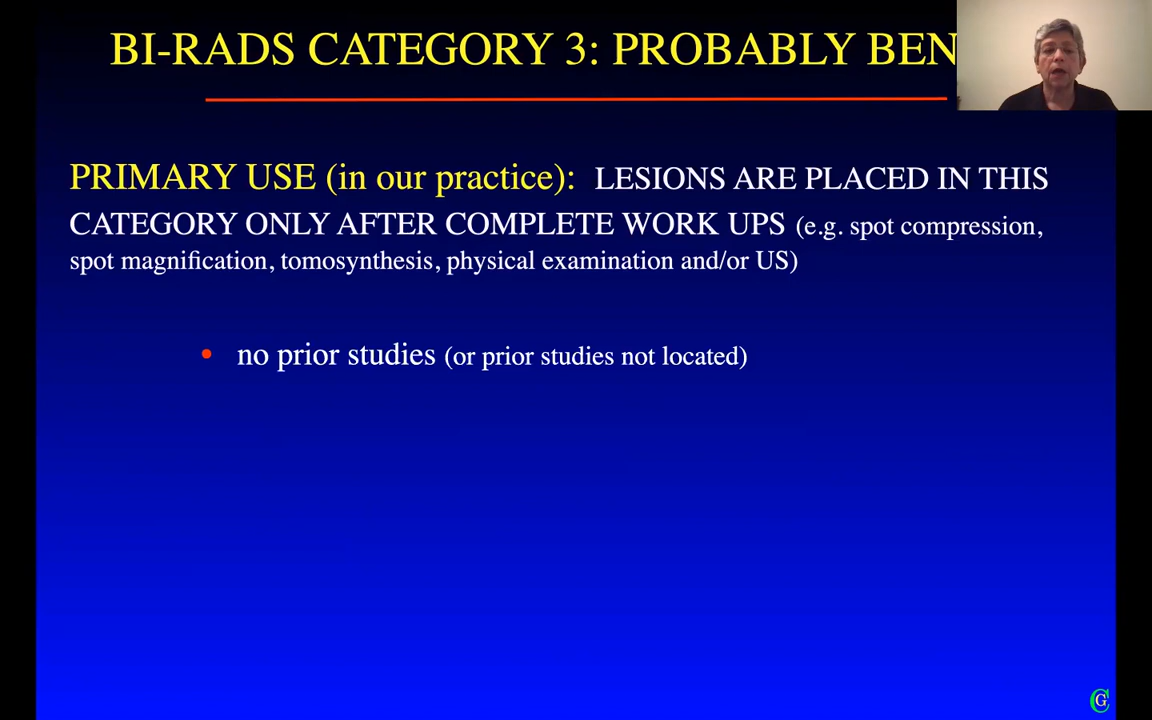 BI-RADS CATEGORY 3: PROBABLY BEN
PRIMARY USE (in our practice): LESIONS ARE PLACED IN THIS
CATEGORY ONLY AFTER COMPLETE WORK UPS (e.g. spot compression,
spot magnification, tomosynthesis, physical examination and/or US)
• no prior studies (or prior studies not located)
CG